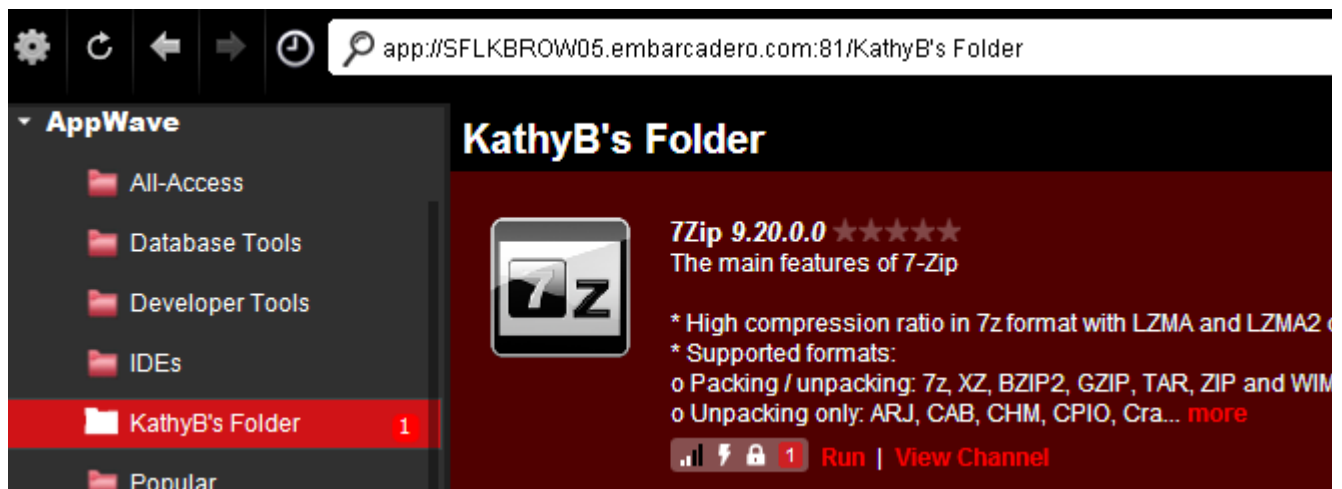 app://SFLKBROW05.embarcadero.com:81/KathyB's Folder
AppWave
All-Access
Database Tools
Developer Tools
IDEs
KathyB's Folder 1
Popular
KathyB's Folder
7z
7Zip 9.20.0.0
The main features of 7-Zip
* High compression ratio in 7z format with LZMA and LZMA2
* Supported formats:
o Packing / unpacking: 7z, XZ, BZIP2, GZIP, TAR, ZIP and WIM
o Unpacking only: ARJ, CAB, CHM, CPIO, Cra... more
1 Run | View Channel